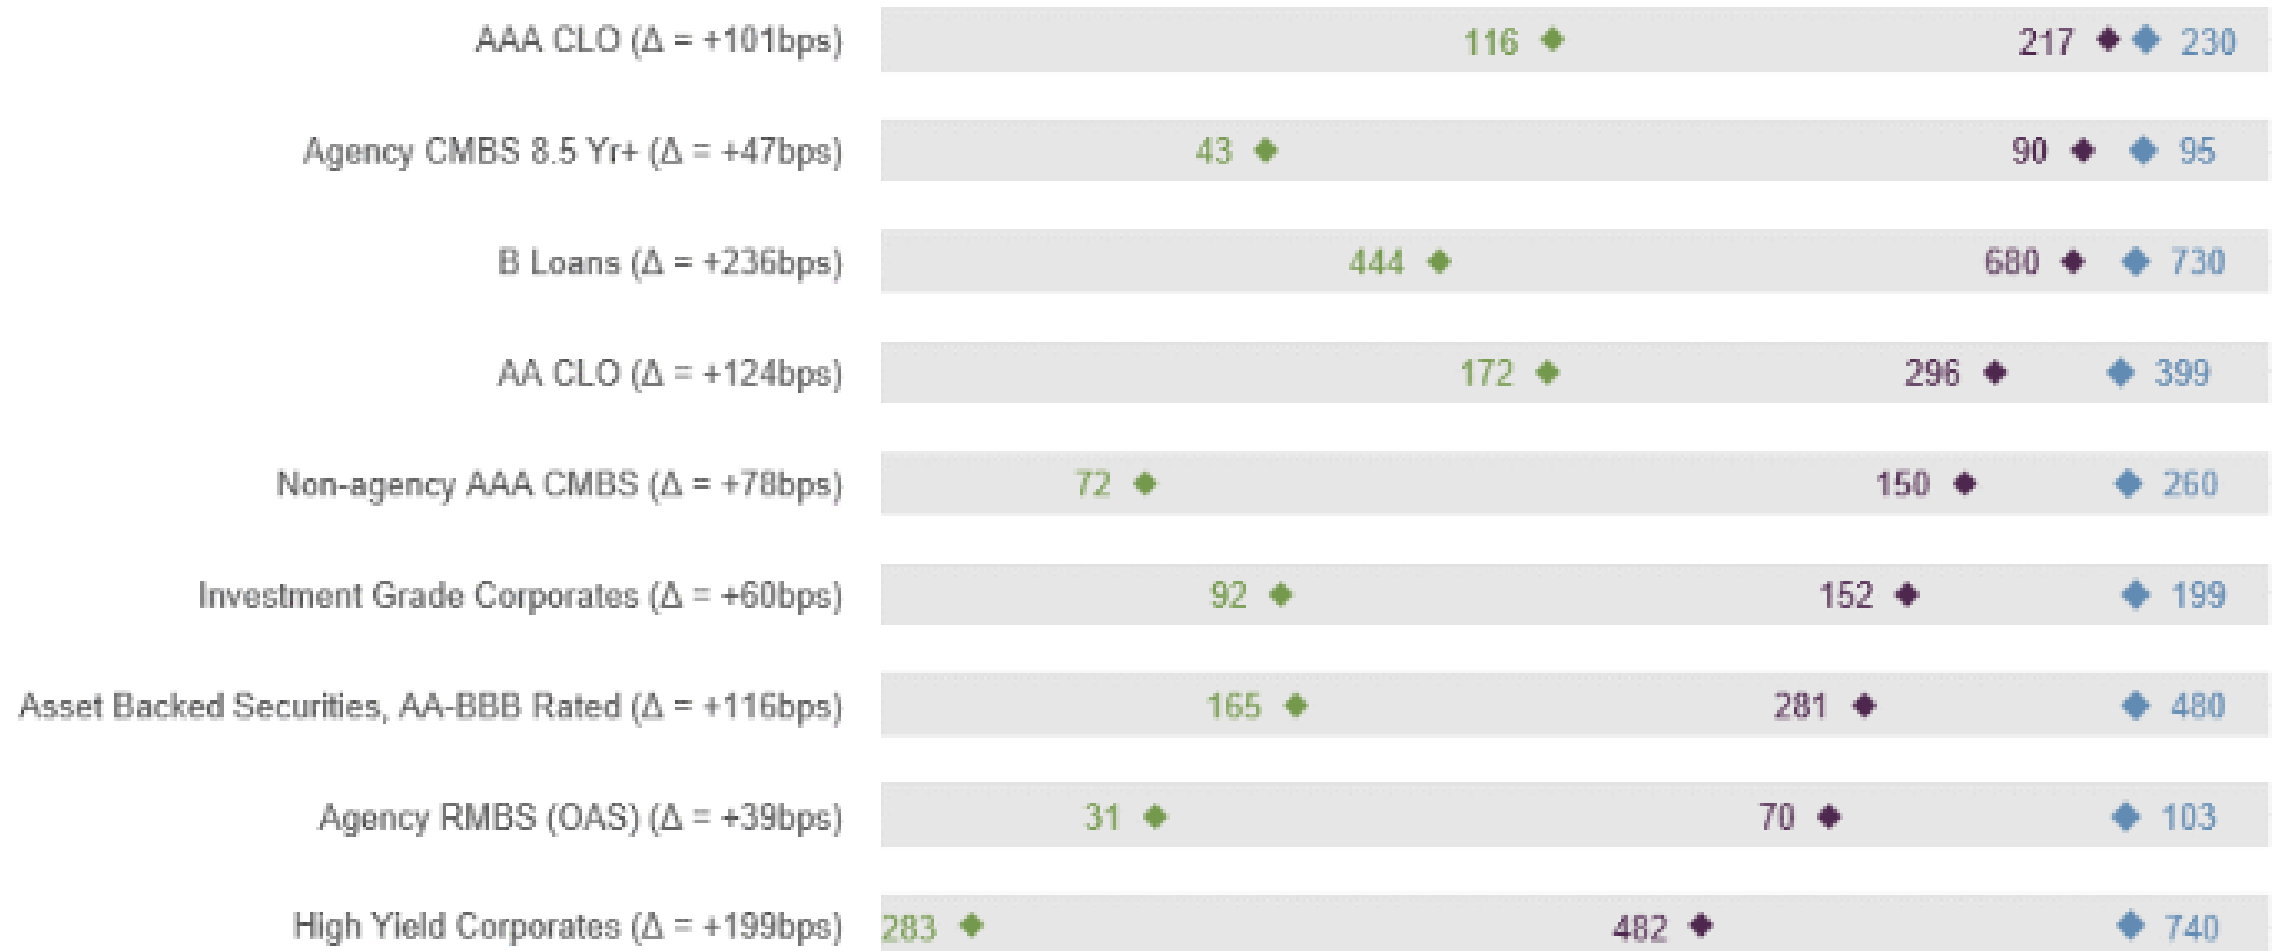 AAA CLO (Δ = +101bps) 116 217 230
Agency CMBS 8.5 Yr+ (Δ = +47bps) 43 90 95
B Loans (Δ = +236bps) 444 680 730
AA CLO (Δ = +124bps) 172 296 399
Non-agency AAA CMBS (Δ = +78bps) 72 150 260
Investment Grade Corporates (Δ = +60bps) 92 152 199
Asset Backed Securities, AA-BBB Rated (Δ = +116bps) 165 281 480
Agency RMBS (OAS) (Δ = +39bps) 31 70 103
High Yield Corporates (Δ = +199bps) 283 482 740